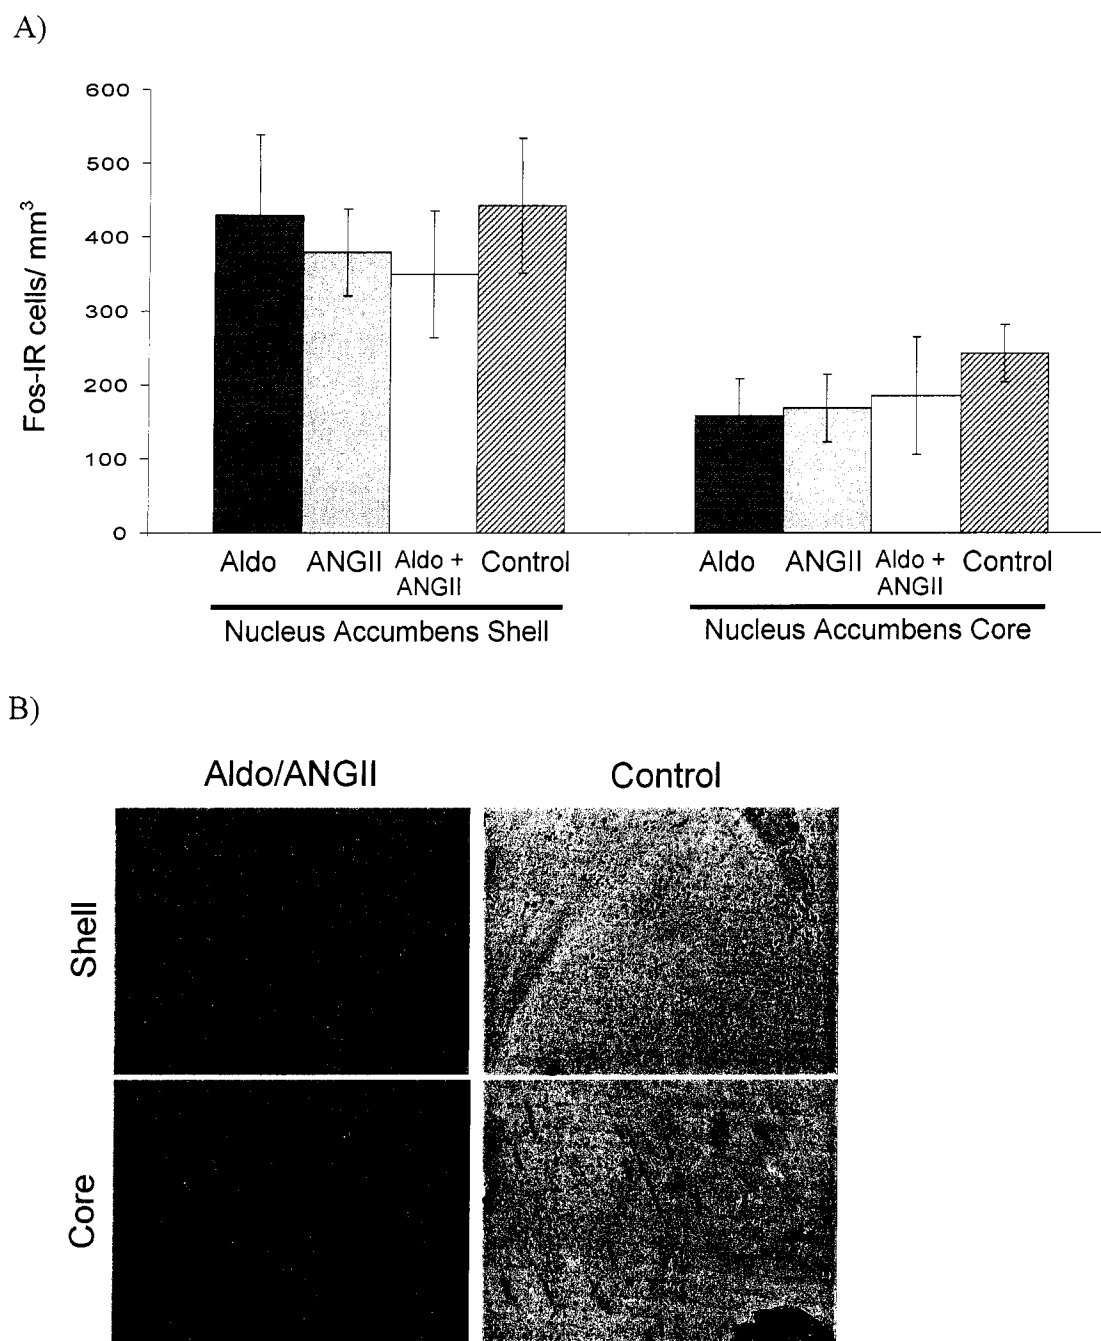 A)
600
500
400
300
200
100
0
Fos-IR cells/ mm³
Aldo ANGII Aldo + ANGII Control
Nucleus Accumbens Shell
Aldo ANGII Aldo + ANGII Control
Nucleus Accumbens Core
B)
Aldo/ANGII Control
Shell
Core